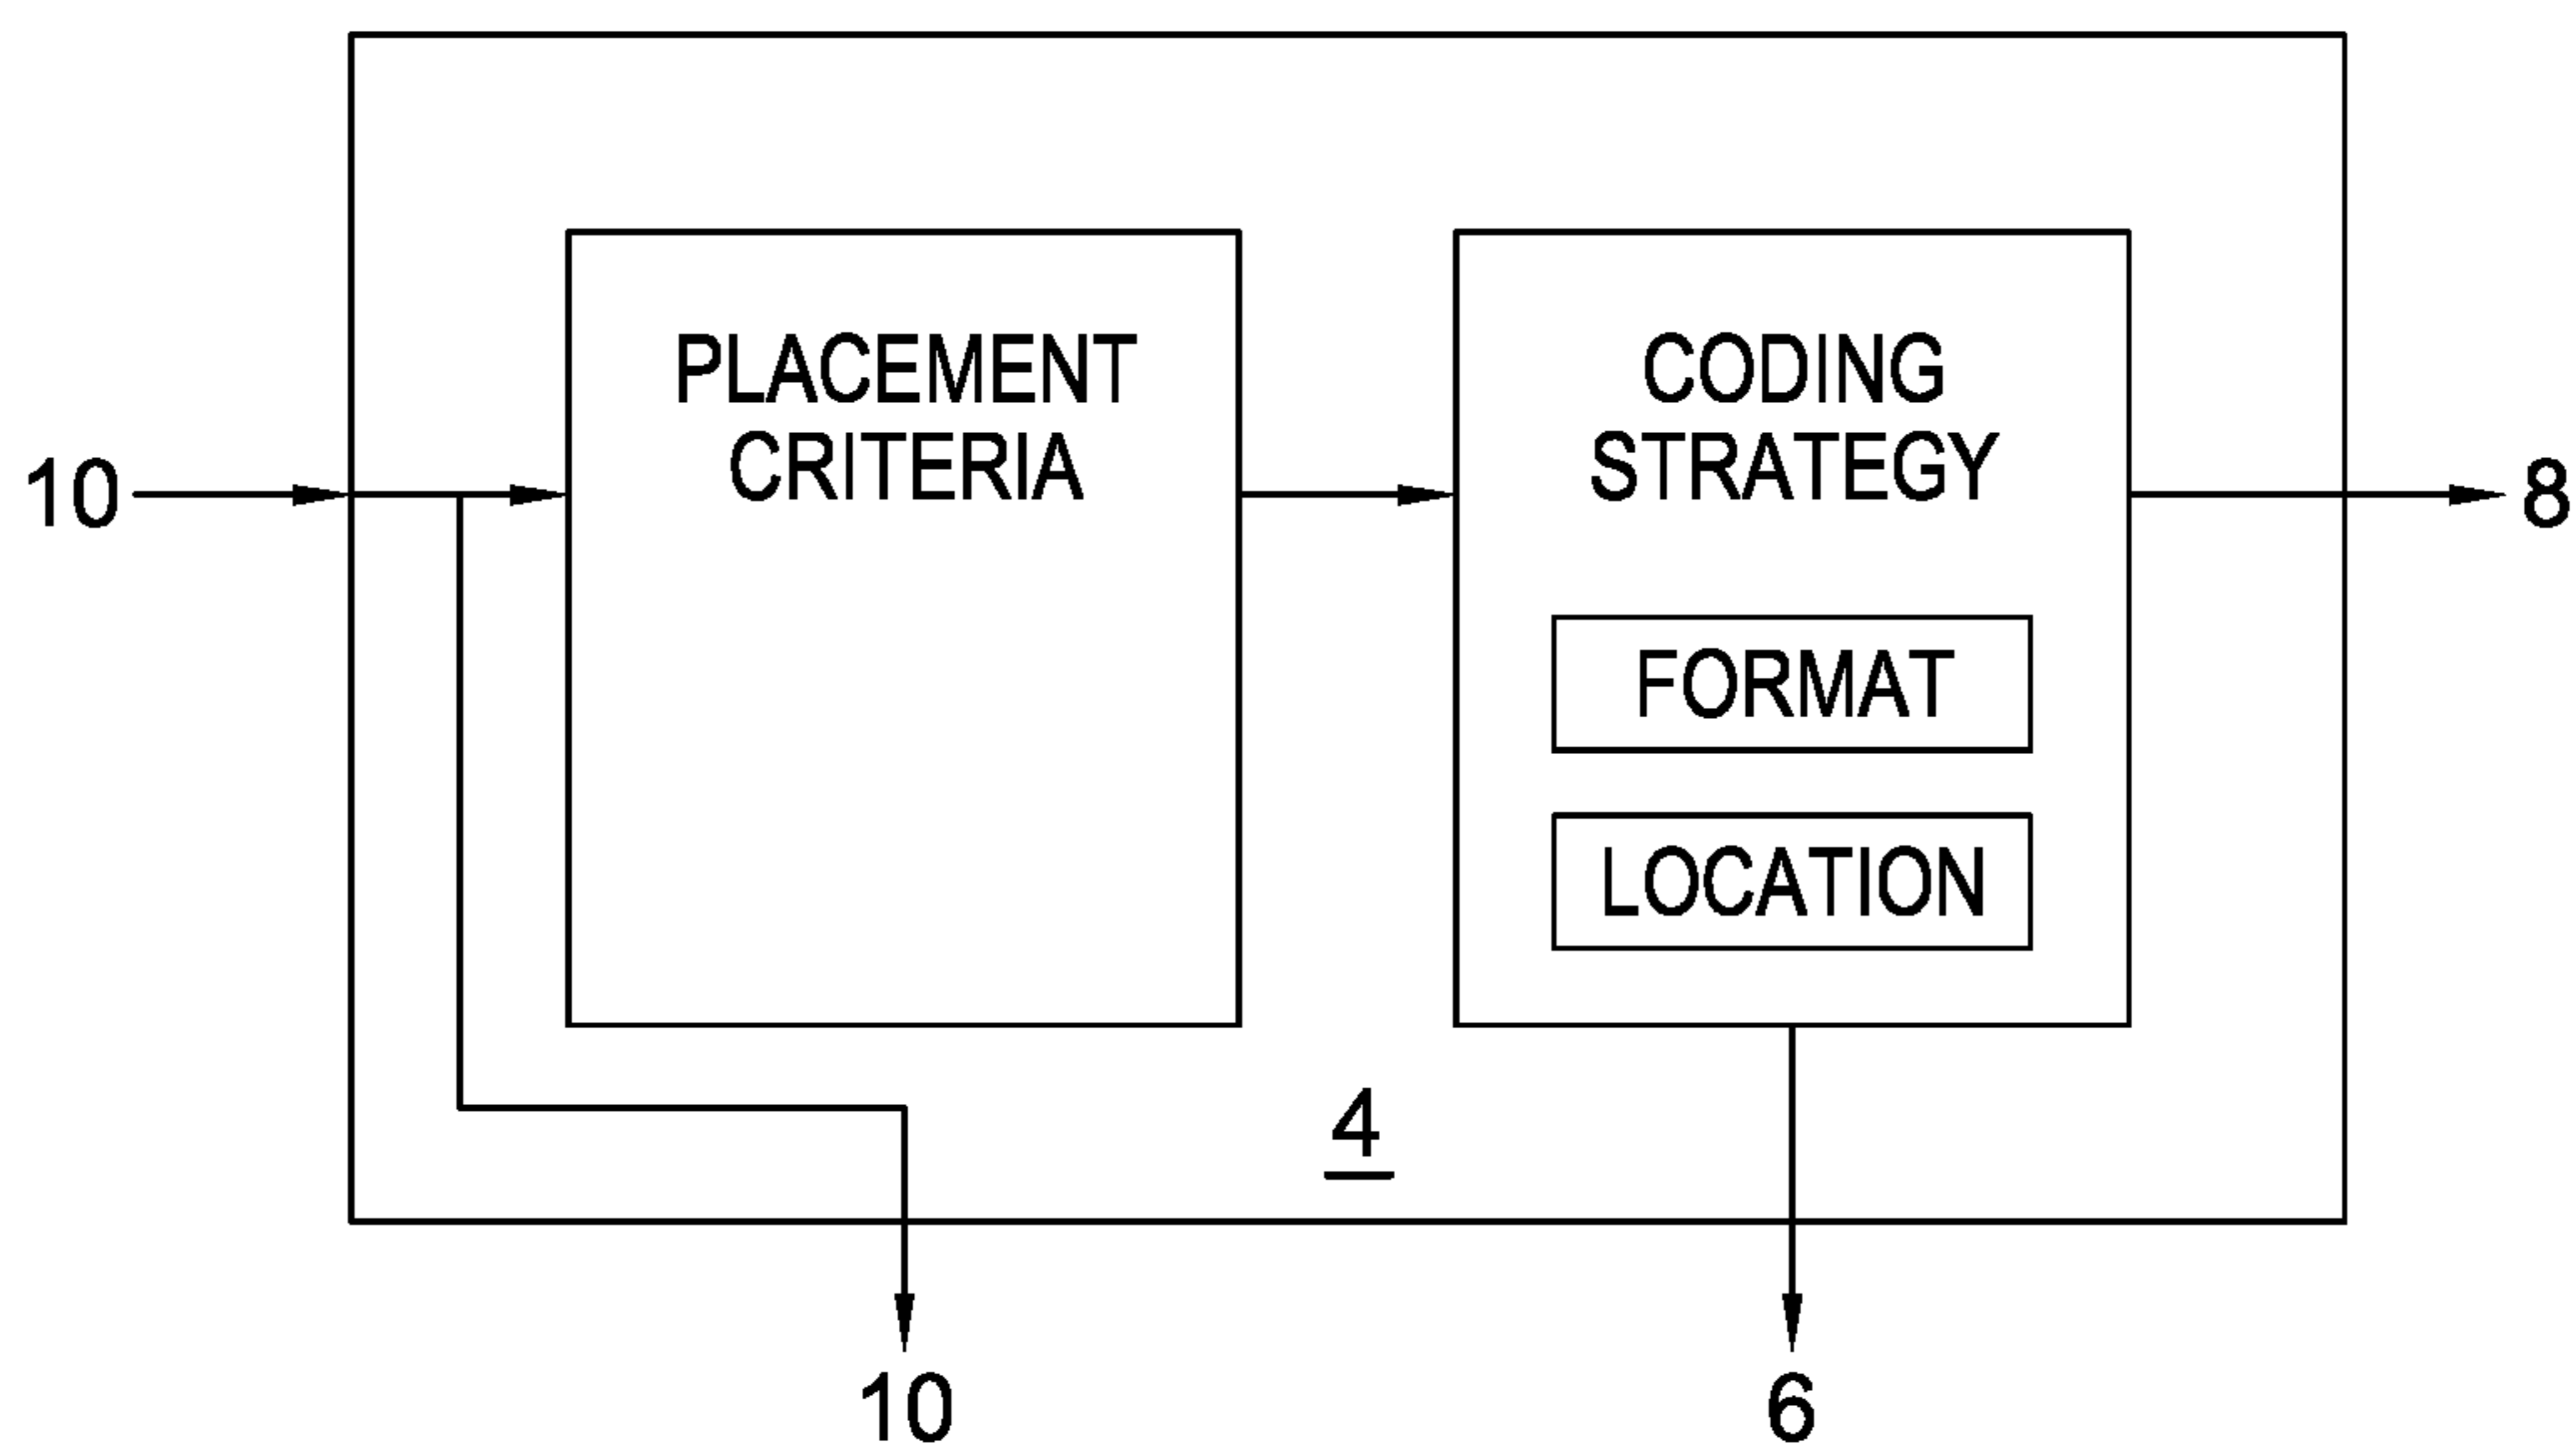 PLACEMENT
CRITERIA
CODING
STRATEGY
10
8
FORMAT
LOCATION
4
10
6